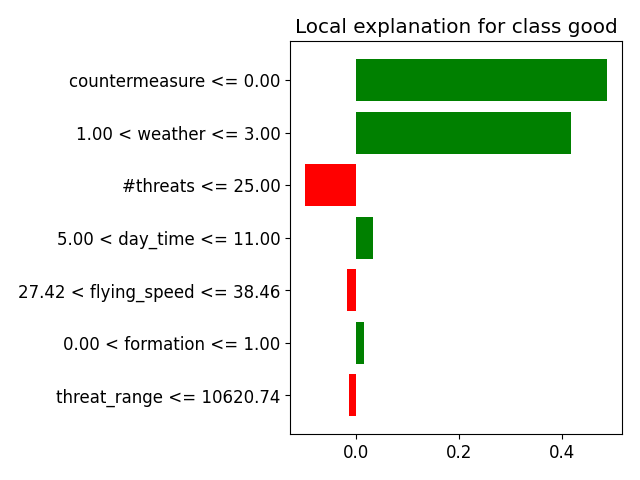 Local explanation for class good
countermeasure <= 0.00
1.00 < weather <= 3.00
#threats <= 25.00
5.00 < day_time <= 11.00
27.42 < flying_speed <= 38.46
0.00 < formation <= 1.00
threat_range <= 10620.74
0.0 0.2 0.4